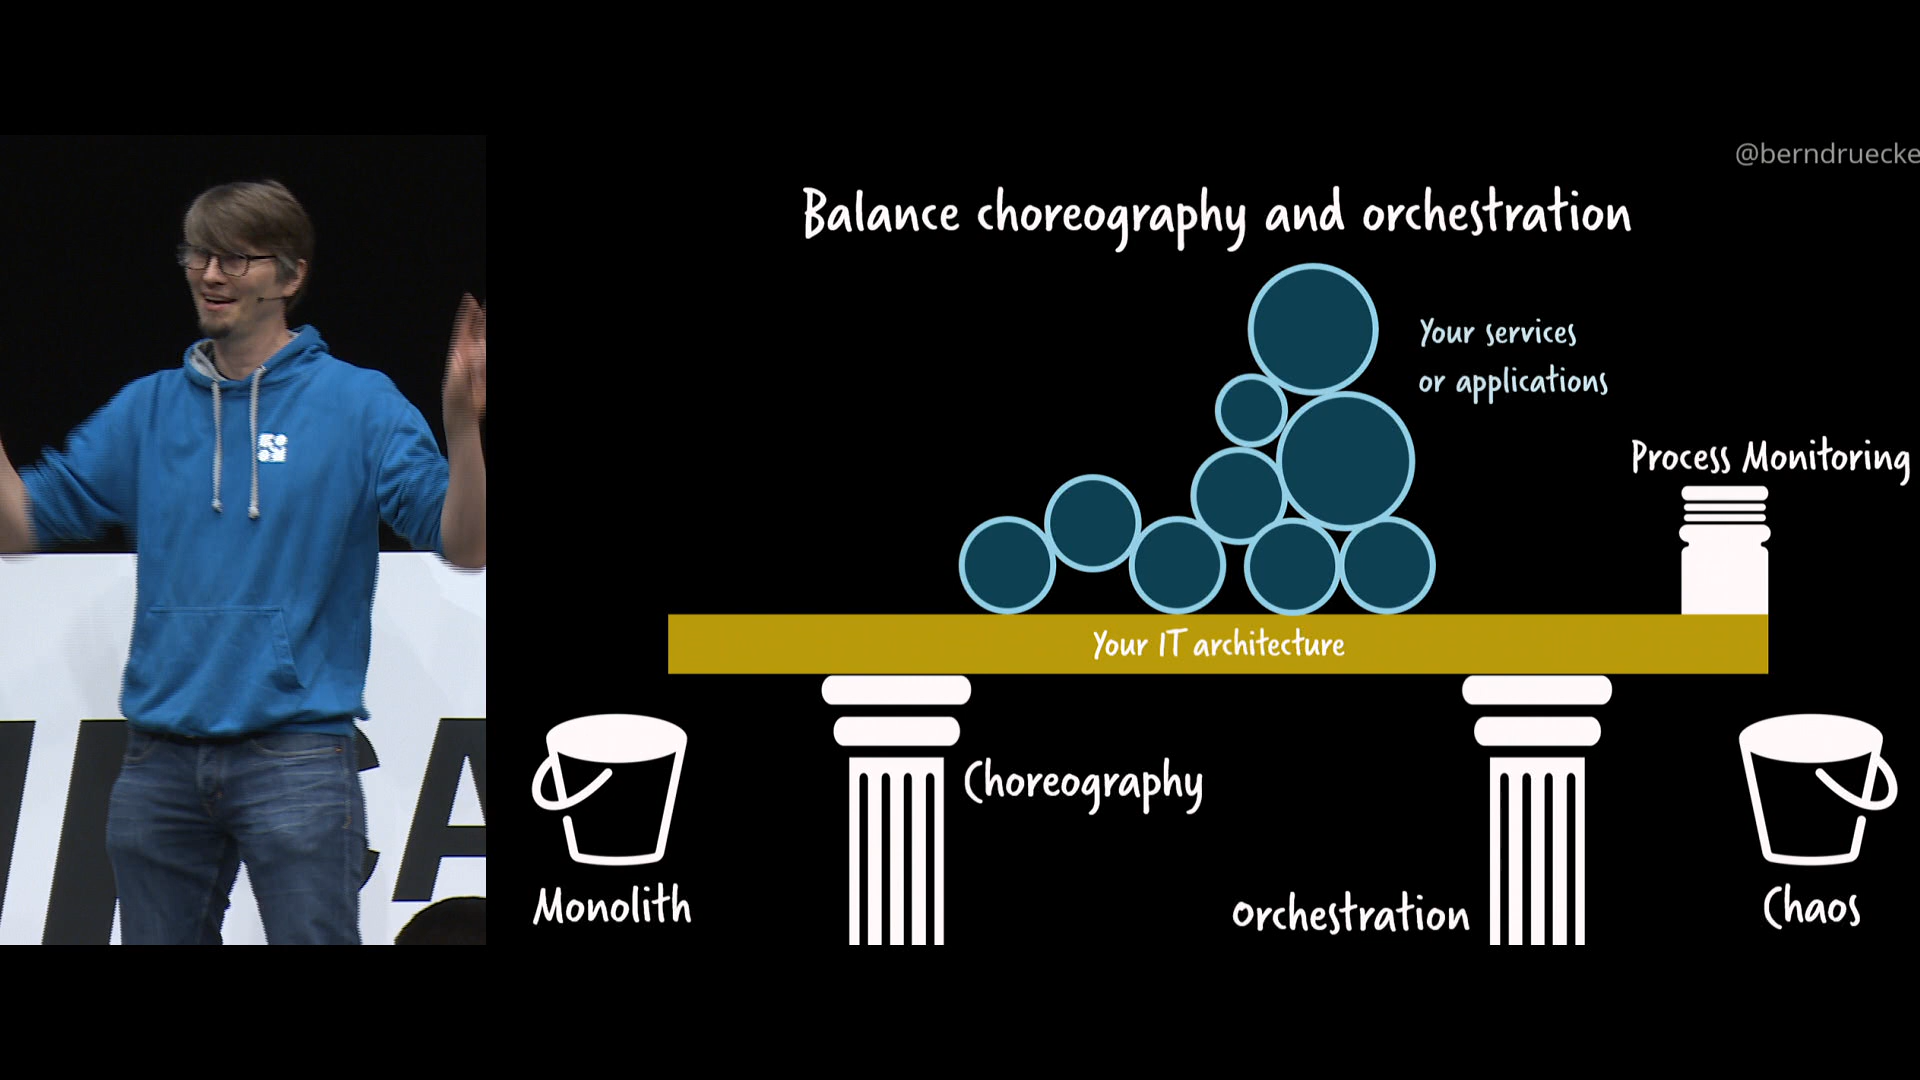 @berndruecke
Balance choreography and orchestration
Your services
or applications
Process Monitoring
Your IT architecture
Choreography
Monolith
Orchestration
Chaos